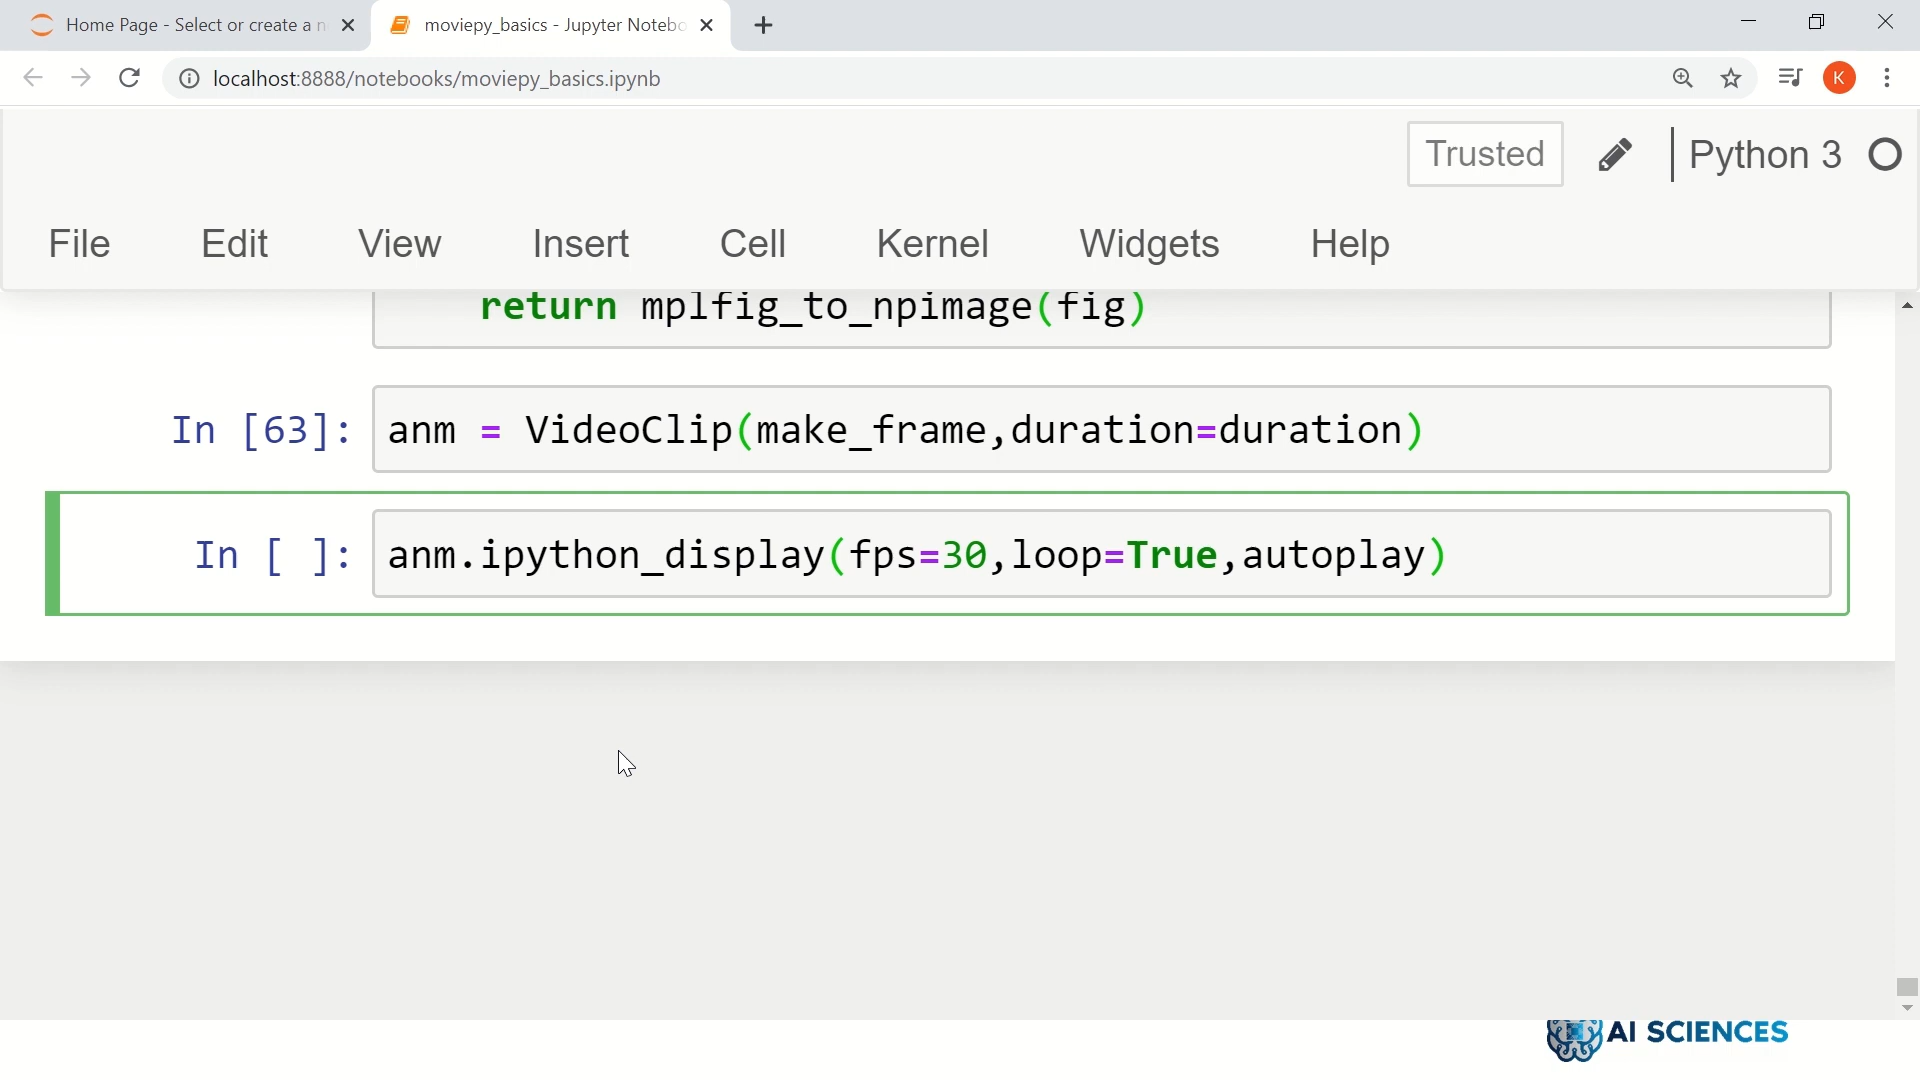 Home Page - Select or create a n
moviepy_basics - Jupyter Notebo
localhost:8888/notebooks/moviepy_basics.ipynb
K
Trusted
Python 3
File Edit View Insert Cell Kernel Widgets Help
return mplfig_to_npimage(fig)
In [63]: anm = VideoClip(make_frame,duration=duration)
In [ ]: anm.ipython_display(fps=30,loop=True,autoplay)
AI SCIENCES